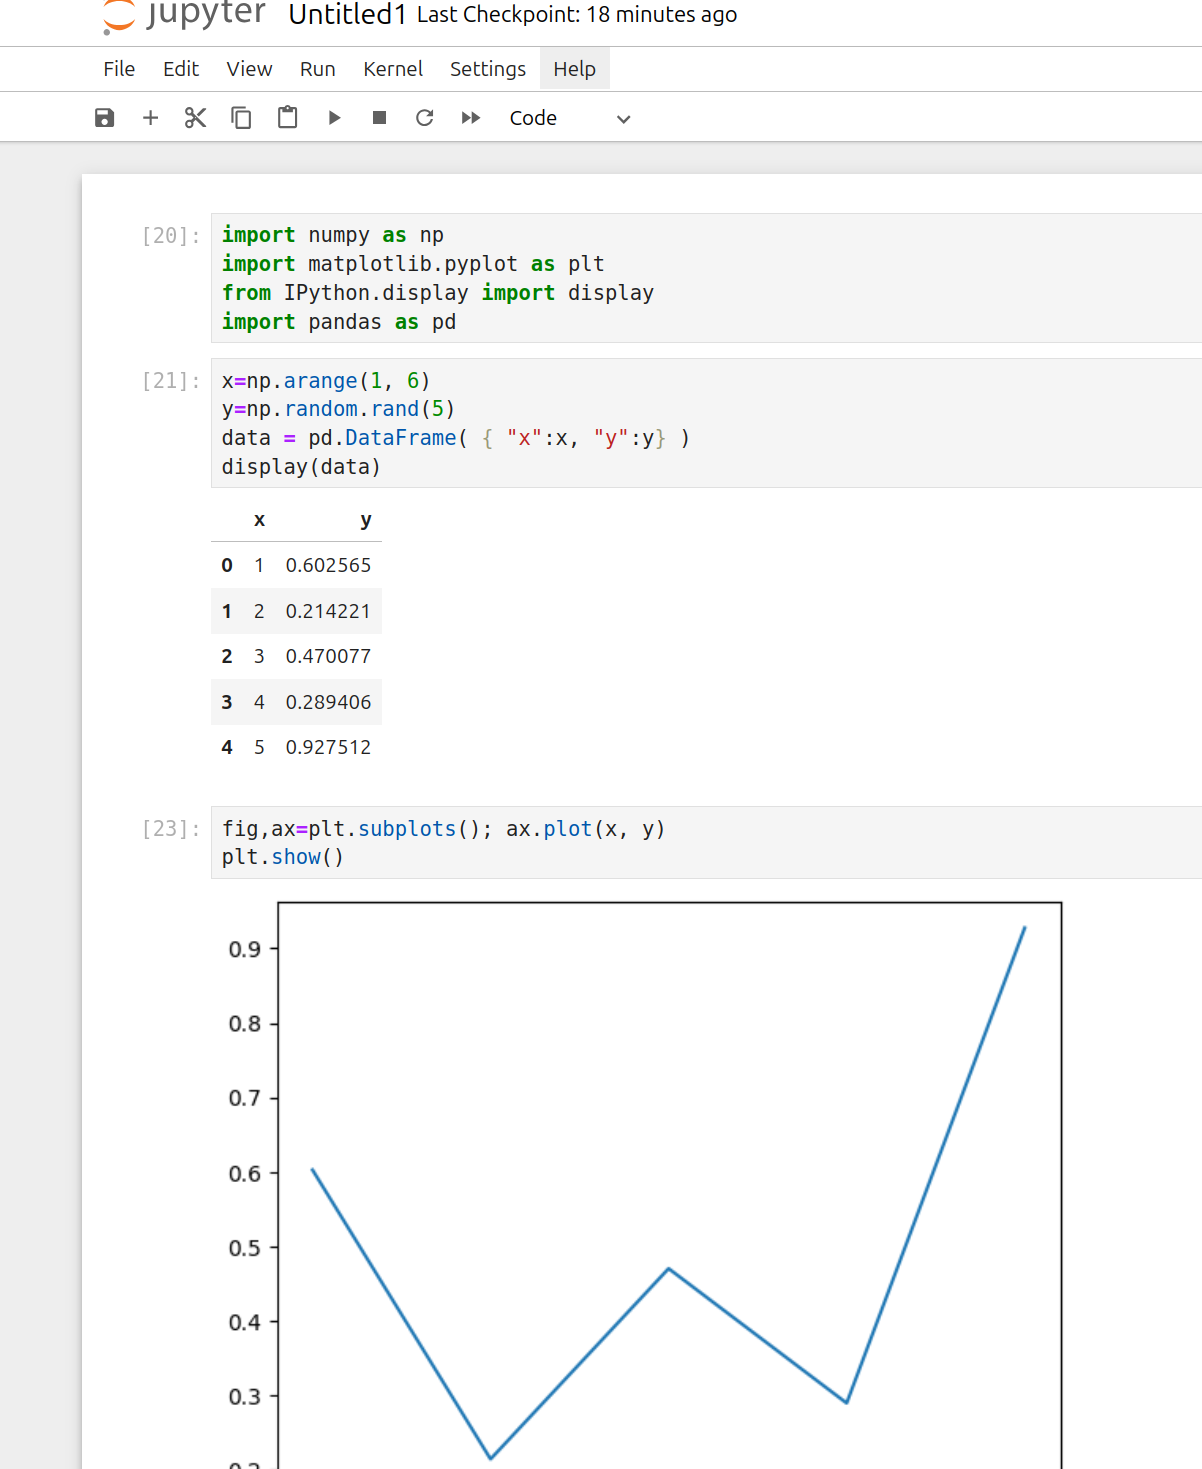 jupyter Untitled1 Last Checkpoint: 18 minutes ago
File Edit View Run Kernel Settings Help
Code
[20]: import numpy as np
import matplotlib.pyplot as plt
from IPython.display import display
import pandas as pd
[21]: x=np.arange(1, 6)
y=np.random.rand(5)
data = pd.DataFrame( { "x":x, "y":y} )
display(data)
x y
0 1 0.602565
1 2 0.214221
2 3 0.470077
3 4 0.289406
4 5 0.927512
[23]: fig,ax=plt.subplots(); ax.plot(x, y)
plt.show()
0.9
0.8
0.7
0.6
0.5
0.4
0.3